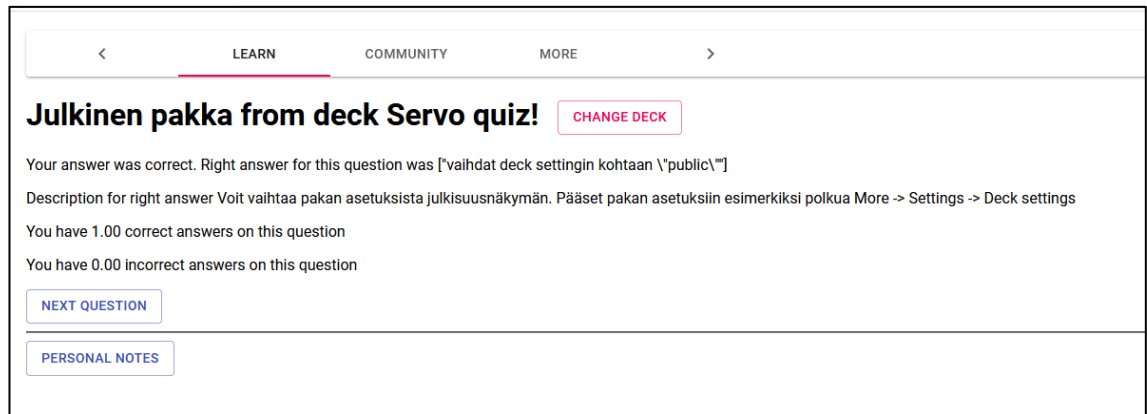 < LEARN COMMUNITY MORE >
Julkinen pakka from deck Servo quiz! CHANGE DECK
Your answer was correct. Right answer for this question was ["vaihdat deck settingin kohtaan \"public\""]
Description for right answer Voit vaihtaa pakan asetuksista julkisuusnäkymän. Pääset pakan asetuksiin esimerkiksi polkua More -> Settings -> Deck settings
You have 1.00 correct answers on this question
You have 0.00 incorrect answers on this question
NEXT QUESTION
PERSONAL NOTES